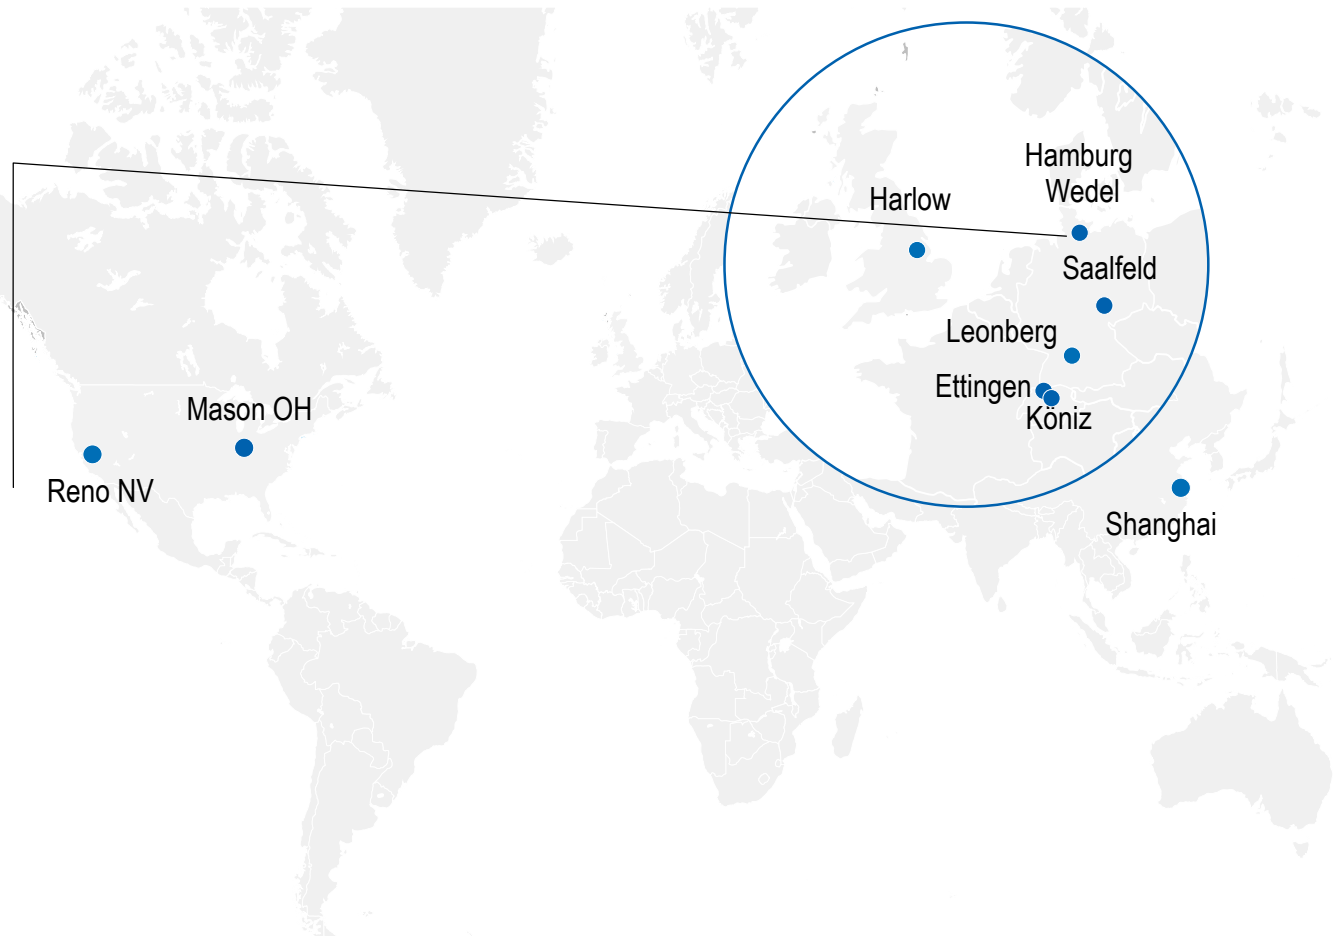 Hamburg
Wedel
Harlow
Saalfeld
Leonberg
Ettingen
Köniz
Mason OH
Reno NV
Shanghai